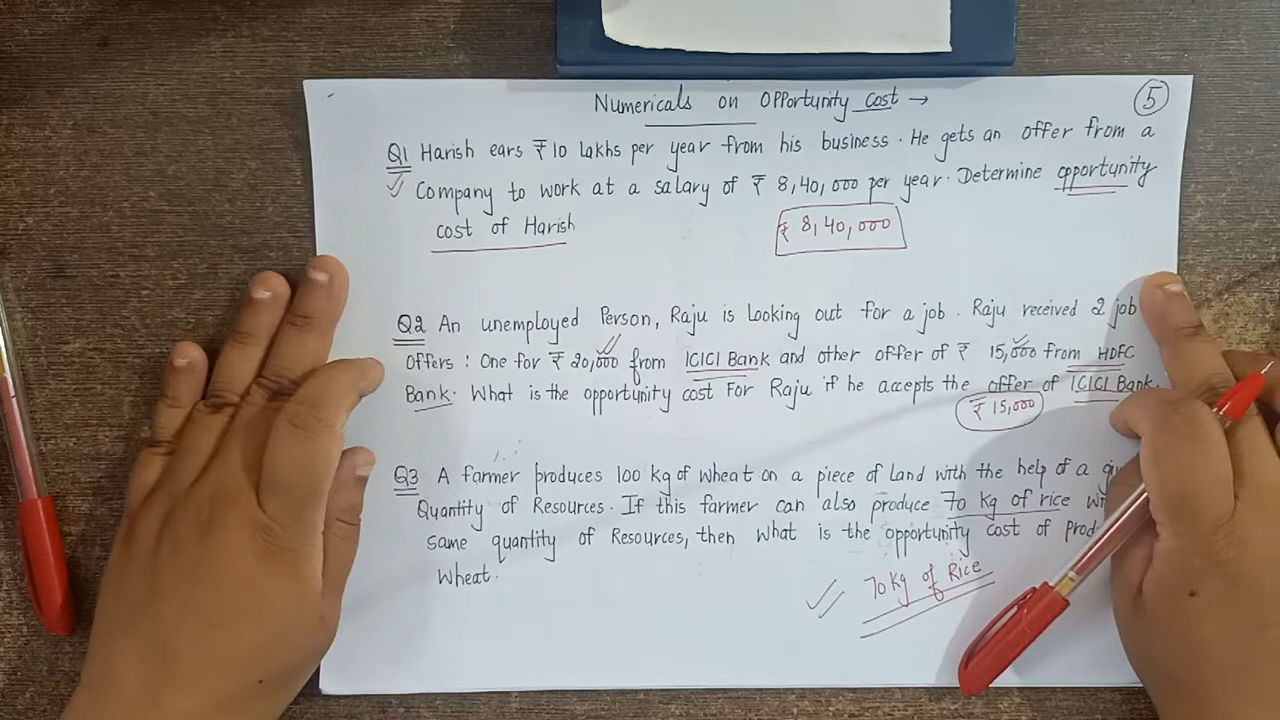 Numericals on Opportunity Cost →
5
Q1 Harish ears ₹10 Lakhs per year from his business. He gets an offer from a
Company to work at a salary of ₹ 8,40,000 per year. Determine opportunity
cost of Harish
₹ 8,40,000
Q2 An unemployed Person, Raju is Looking out for a job. Raju received 2 job
Offers: One for ₹ 20,000 from ICICI Bank and other offer of ₹ 15,000 from HDFC
Bank. What is the opportunity cost For Raju if he accepts the offer of ICICI Bank.
₹ 15,000
Q3 A farmer produces 100 kg of wheat on a piece of Land with the help of a
Quantity of Resources. If this farmer can also produce 70 kg of rice
same quantity of Resources, then What is the opportunity cost of
Wheat.
70 kg of Rice